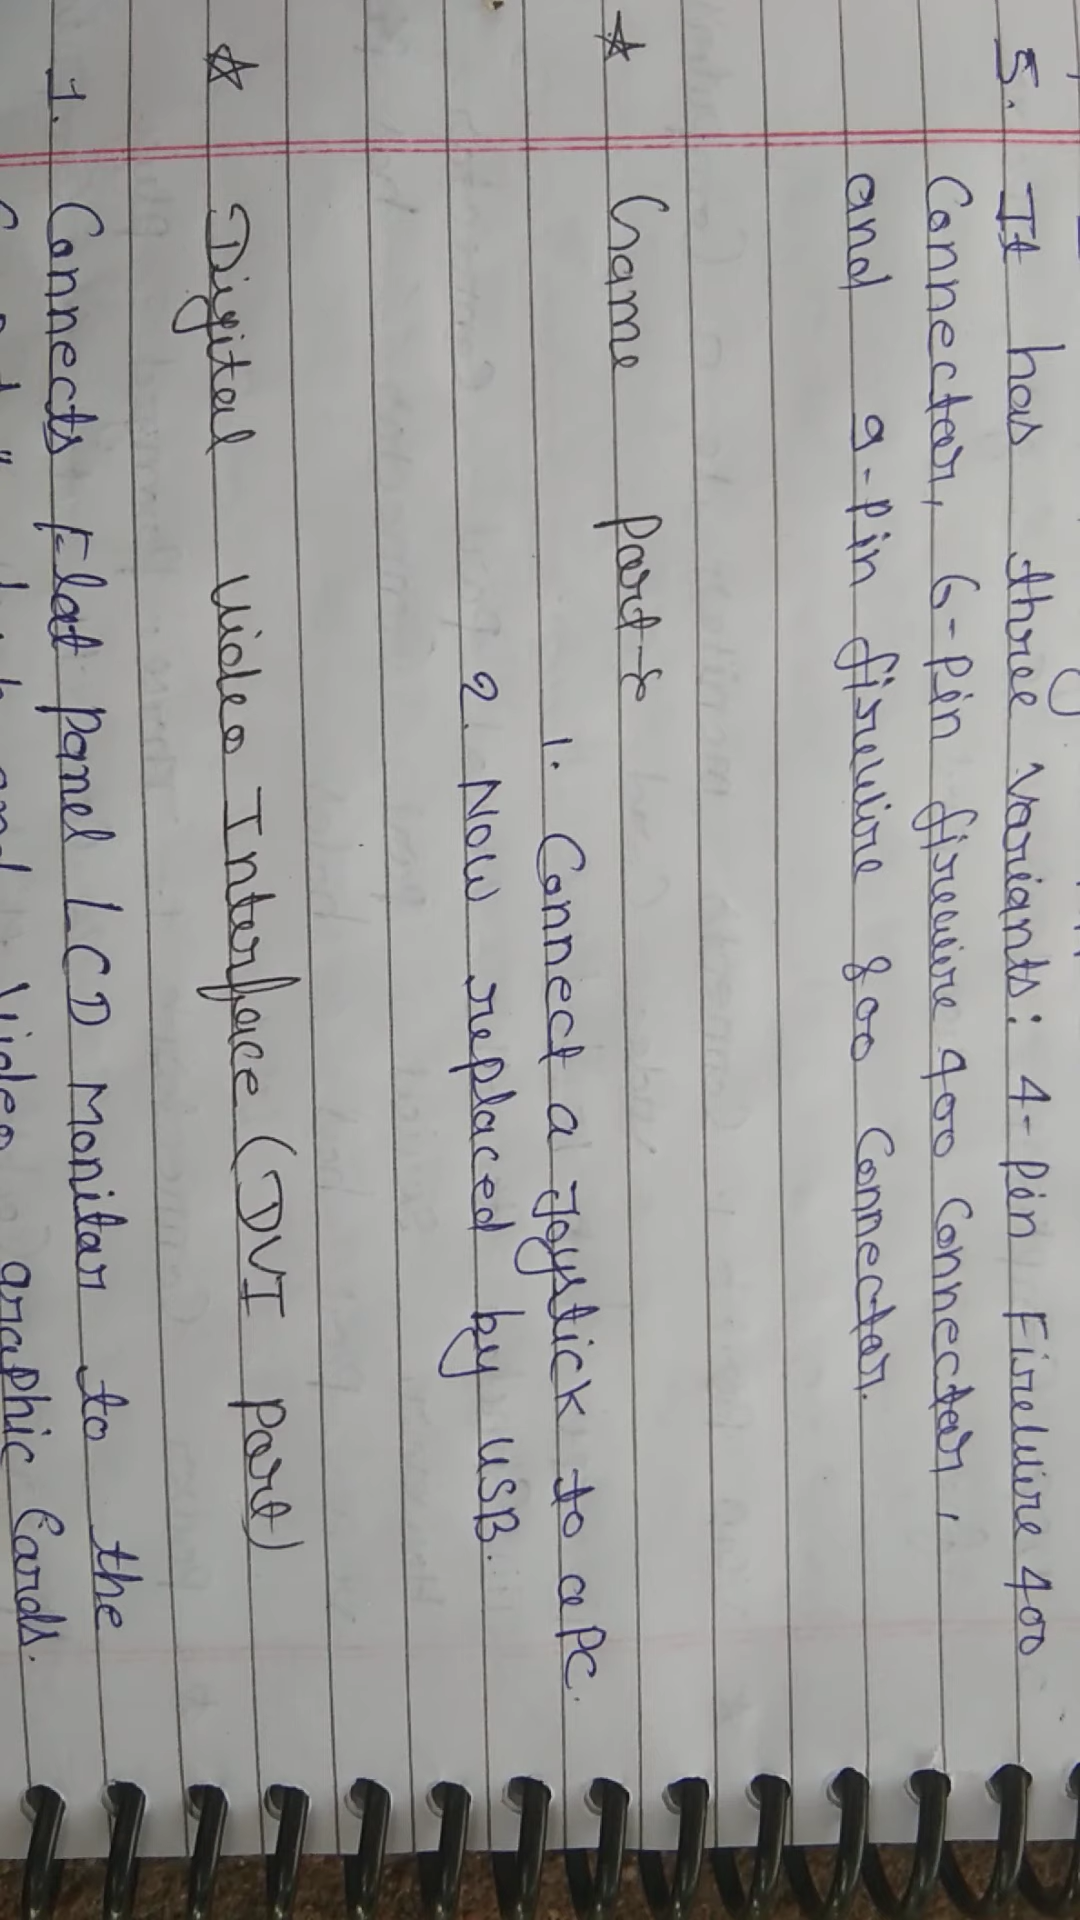 5. It has three variants: 4-Pin Firewire 400
Connector, 6-Pin firewire 400 Connector,
and 9-pin firewire 800 Connector.
☆ Game port:-
1. Connect a Joystick to a PC.
2. Now replaced by USB.
☆ Digital Video Interface (DVI port)
1. Connects Flat panel LCD Monitor to the
Video graphic Cards.